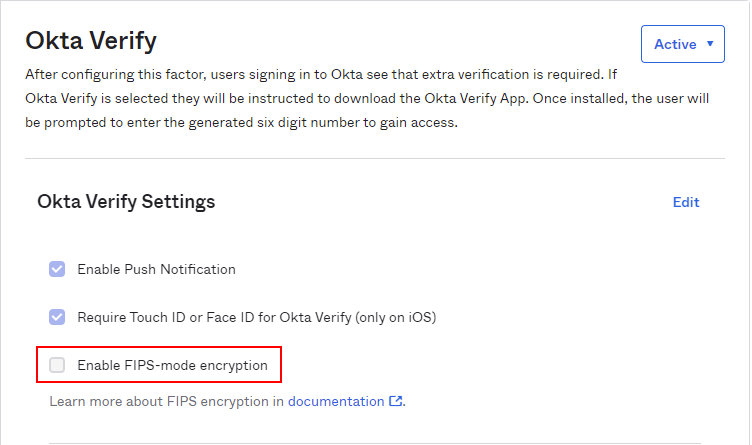 Okta Verify
Active
After configuring this factor, users signing in to Okta see that extra verification is required. If
Okta Verify is selected they will be instructed to download the Okta Verify App. Once installed, the user will
be prompted to enter the generated six digit number to gain access.
Okta Verify Settings
Edit
Enable Push Notification
Require Touch ID or Face ID for Okta Verify (only on iOS)
Enable FIPS-mode encryption
Learn more about FIPS encryption in documentation.